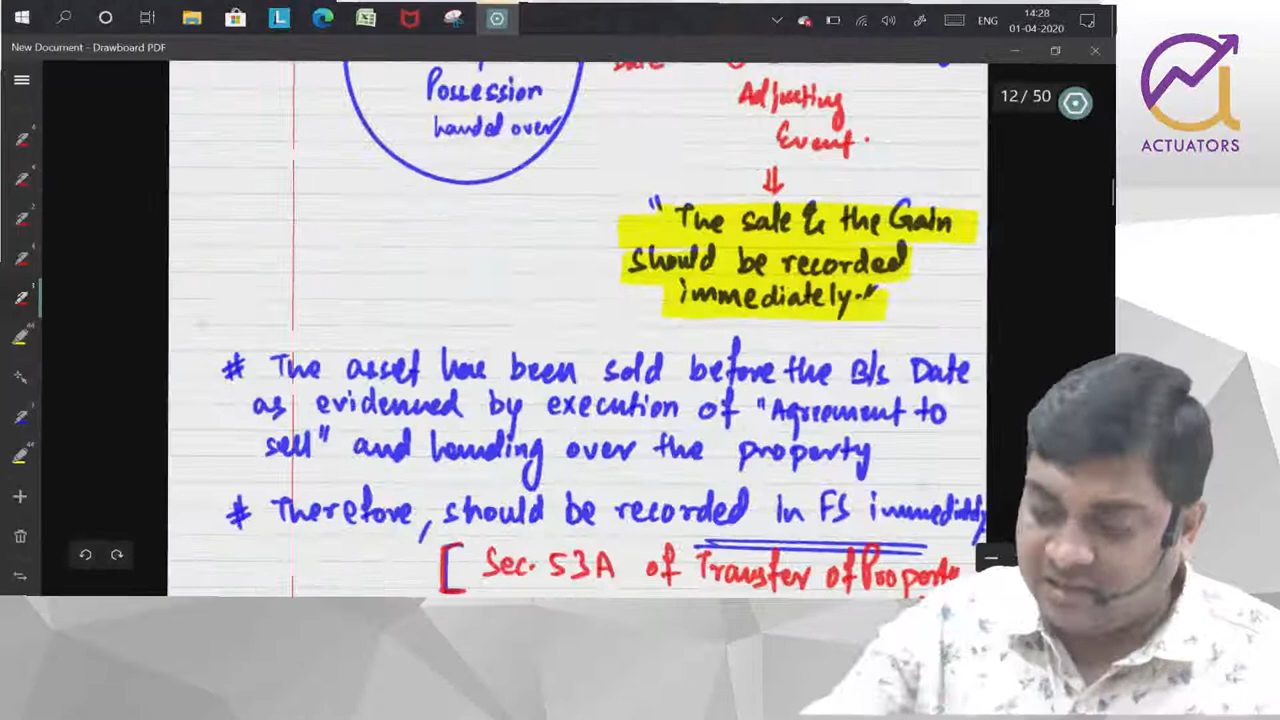 14:28
ENG
01-04-2020
New Document - Drawboard PDF
12 / 50
ACTUATORS
Possession
handed over
Date
Adjusting
Event.
"The sale & the Gain
should be recorded
immediately."
# The asset has been sold before the B/s Date
as evidenned by execution of "Agreement to
sell" and handing over the property
# Therefore, should be recorded in FS immediately
[ Sec. 53A of Transfer of Property